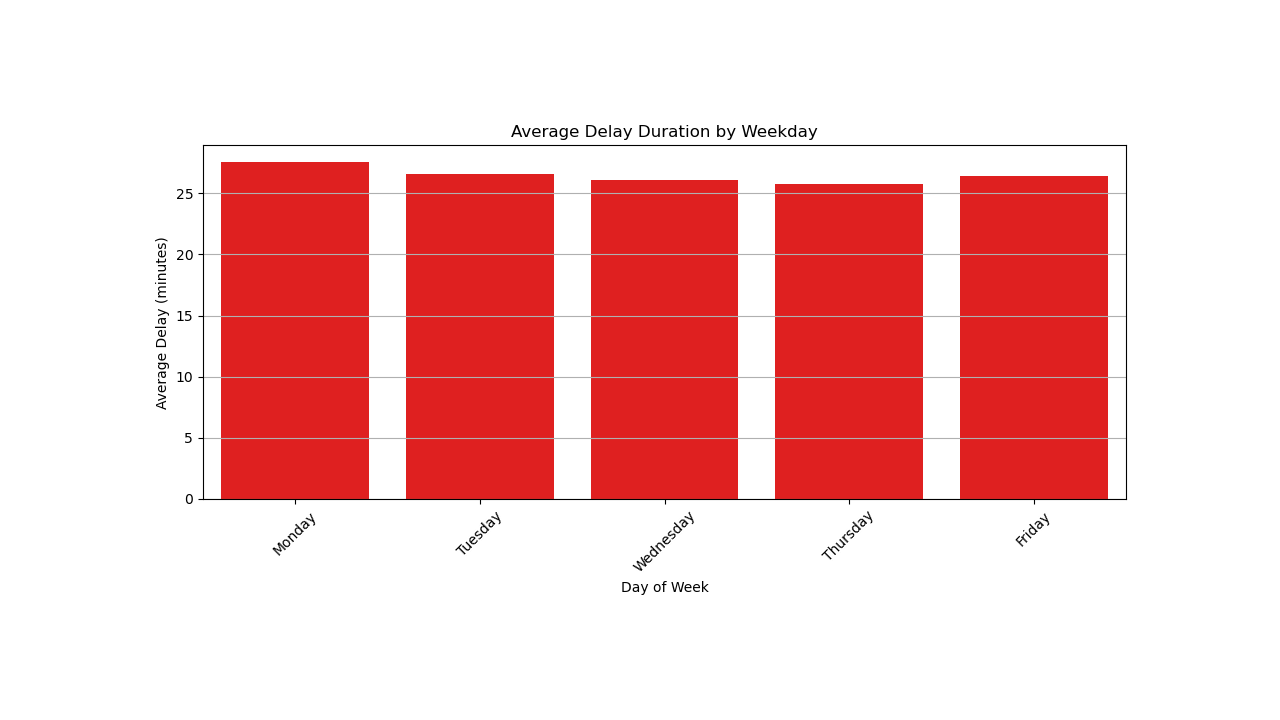 Average Delay Duration by Weekday
Average Delay (minutes)
25
20
15
10
5
0
Monday
Tuesday
Wednesday
Thursday
Friday
Day of Week